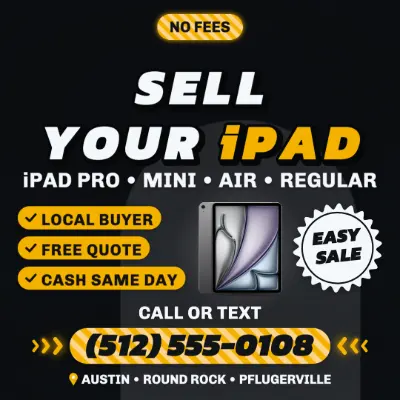 NO FEES
SELL
YOUR iPAD
iPAD PRO • MINI • AIR • REGULAR
✓ LOCAL BUYER
✓ FREE QUOTE
✓ CASH SAME DAY
EASY
SALE
CALL OR TEXT
(512) 555-0108
AUSTIN • ROUND ROCK • PFLUGERVILLE